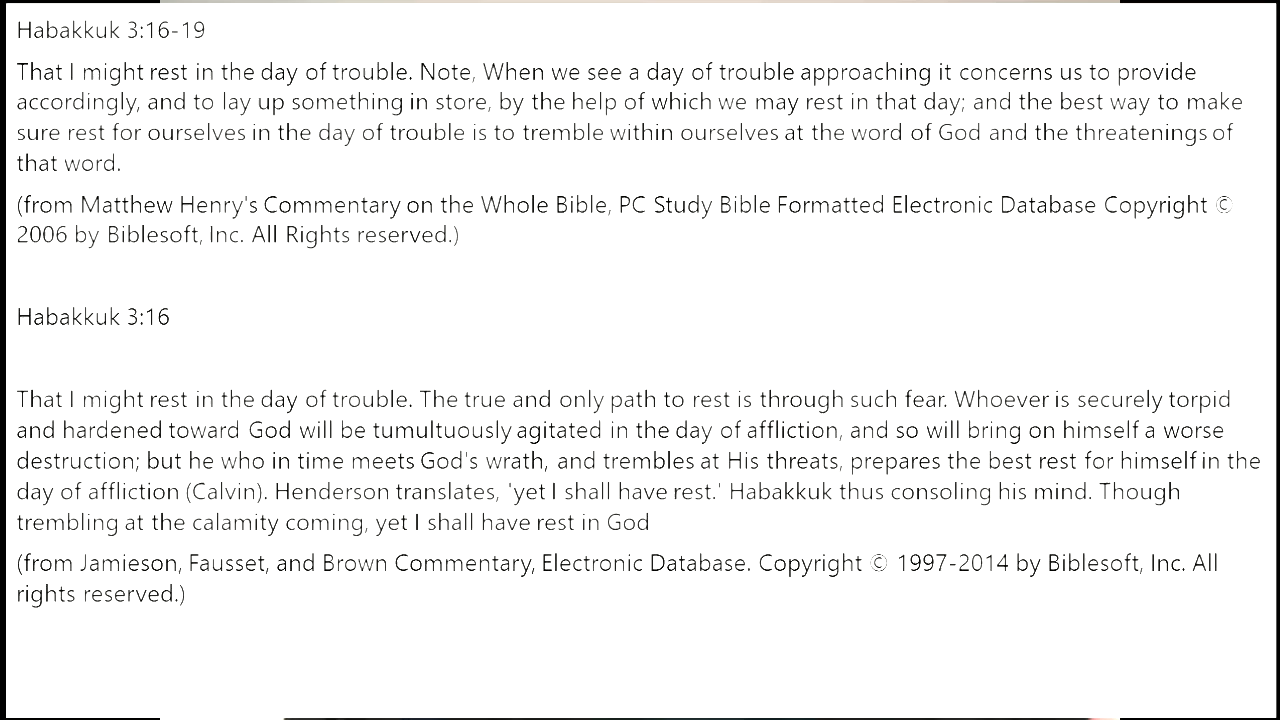 Habakkuk 3:16-19
That I might rest in the day of trouble. Note, When we see a day of trouble approaching it concerns us to provide
accordingly, and to lay up something in store, by the help of which we may rest in that day; and the best way to make
sure rest for ourselves in the day of trouble is to tremble within ourselves at the word of God and the threatenings of
that word.
(from Matthew Henry's Commentary on the Whole Bible, PC Study Bible Formatted Electronic Database Copyright ©
2006 by Biblesoft, Inc. All Rights reserved.)
Habakkuk 3:16
That I might rest in the day of trouble. The true and only path to rest is through such fear. Whoever is securely torpid
and hardened toward God will be tumultuously agitated in the day of affliction, and so will bring on himself a worse
destruction; but he who in time meets God's wrath, and trembles at His threats, prepares the best rest for himself in the
day of affliction (Calvin). Henderson translates, 'yet I shall have rest.' Habakkuk thus consoling his mind. Though
trembling at the calamity coming, yet I shall have rest in God
(from Jamieson, Fausset, and Brown Commentary, Electronic Database. Copyright © 1997-2014 by Biblesoft, Inc. All
rights reserved.)